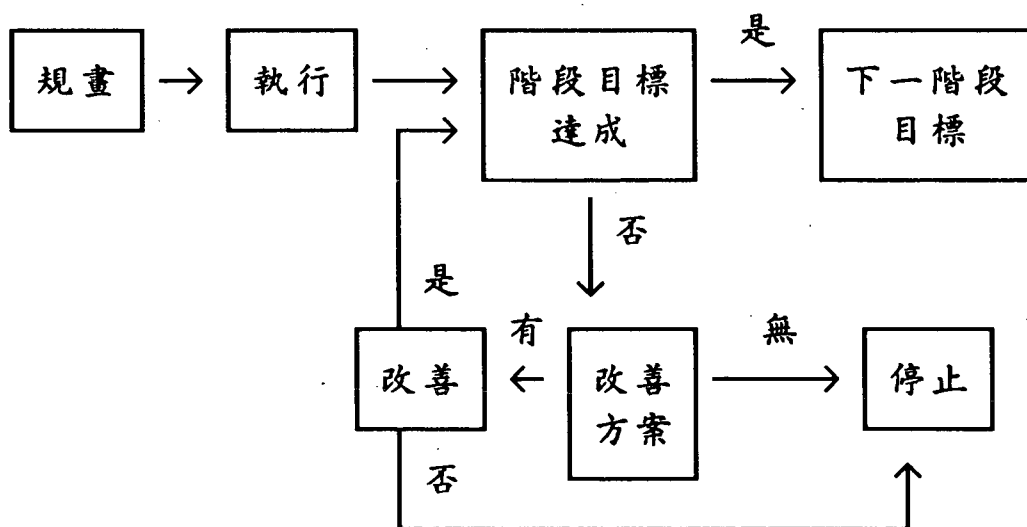 是
規畫
執行
階段目標
達成
下一階段
目標
否
是
有
無
改善
改善
方案
停止
否